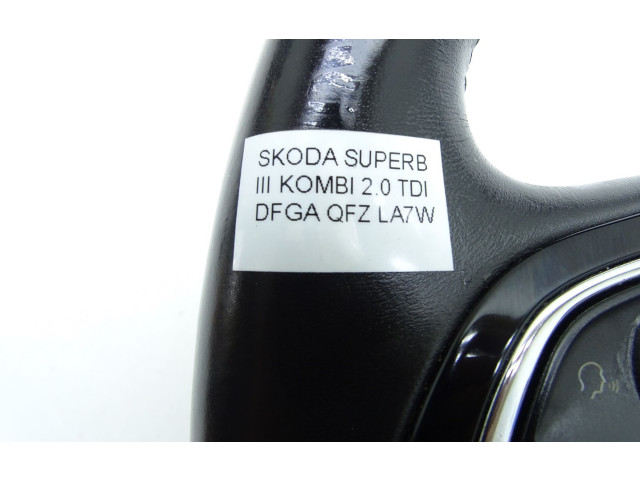 SKODA SUPERB
III KOMBI 2.0 TDI
DFGA QFZ LA7W